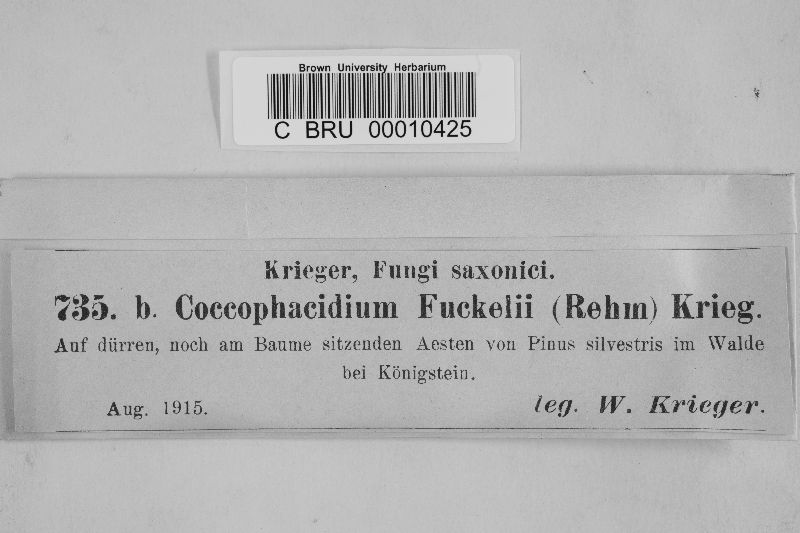 Brown University Herbarium
C BRU 00010425
Krieger, Fungi saxonici.
735. b. Coccophacidium Fuckelii (Rehm) Krieg.
Auf dürren, noch am Baume sitzenden Aesten von Pinus silvestris im Walde
bei Königstein.
Aug. 1915. leg. W. Krieger.